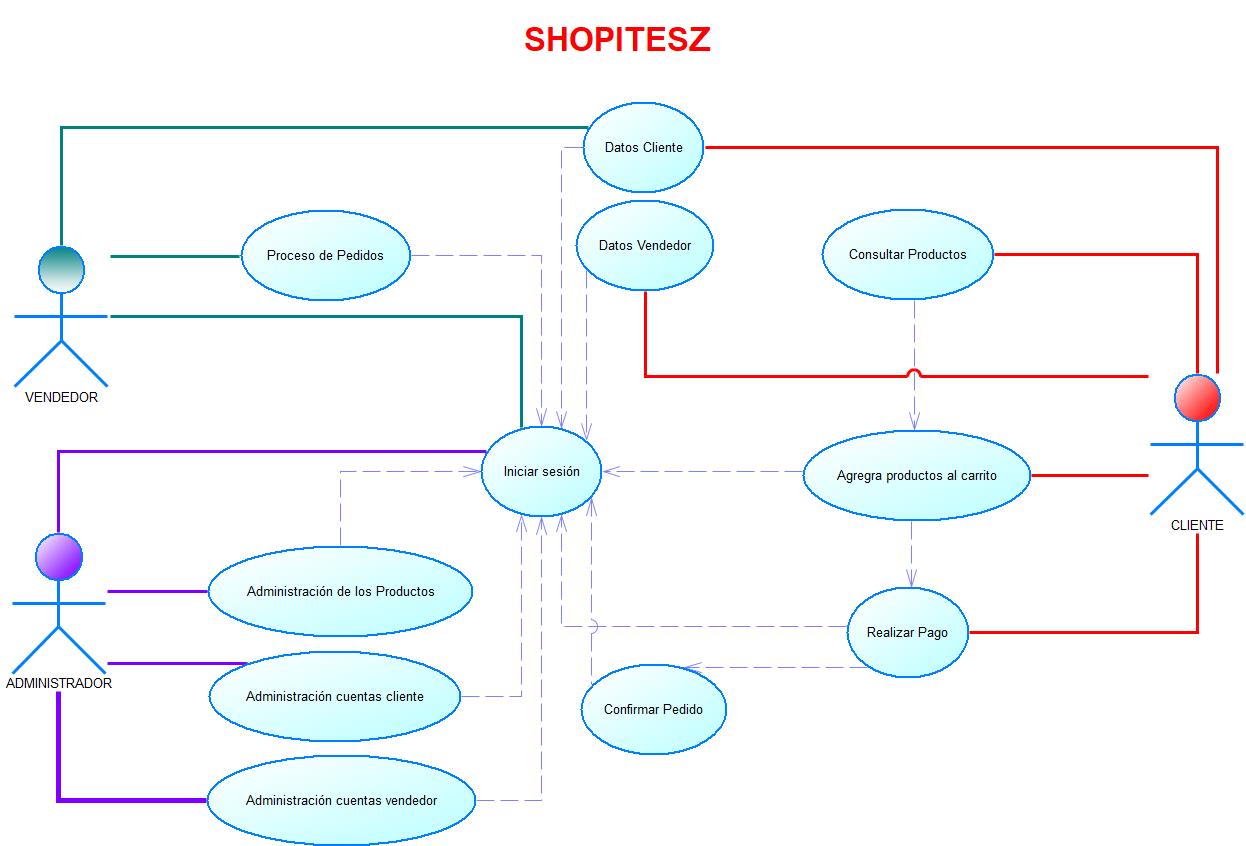 SHOPITESZ
Datos Cliente
Datos Vendedor
Proceso de Pedidos
Consultar Productos
VENDEDOR
Iniciar sesión
Agregra productos al carrito
CLIENTE
Administración de los Productos
Realizar Pago
ADMINISTRADOR
Administración cuentas cliente
Confirmar Pedido
Administración cuentas vendedor